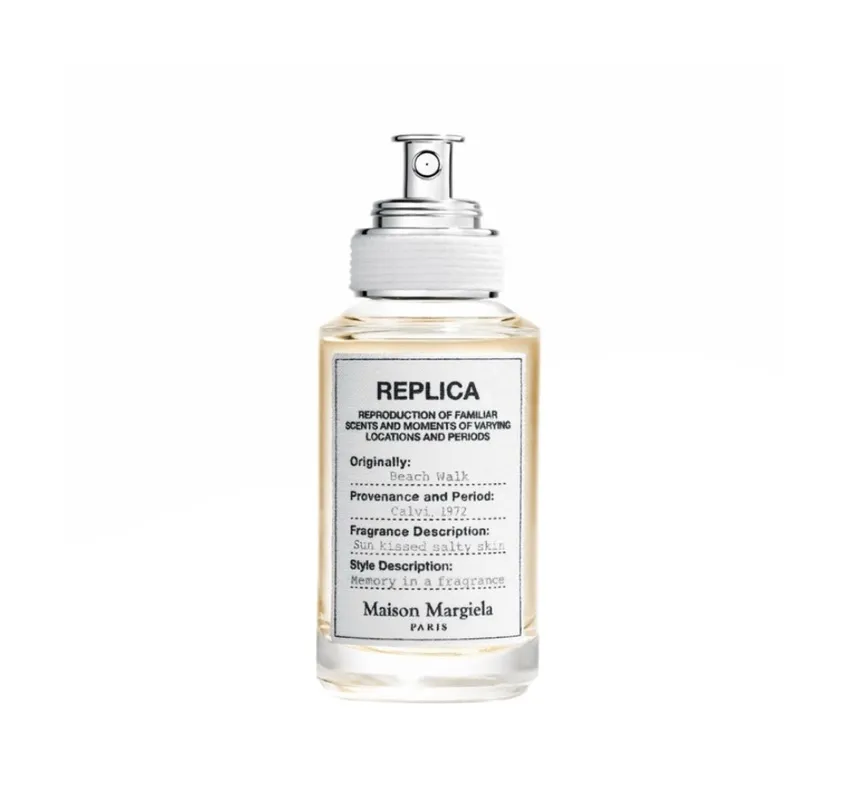 REPLICA
REPRODUCTION OF FAMILIAR
SCENTS AND MOMENTS OF VARYING
LOCATIONS AND PERIODS
Originally:
Beach Walk
Provenance and Period:
Calvi, 1972
Fragrance Description:
Sun kissed salty skin
Style Description:
Memory in a fragrance
Maison Margiela
PARIS